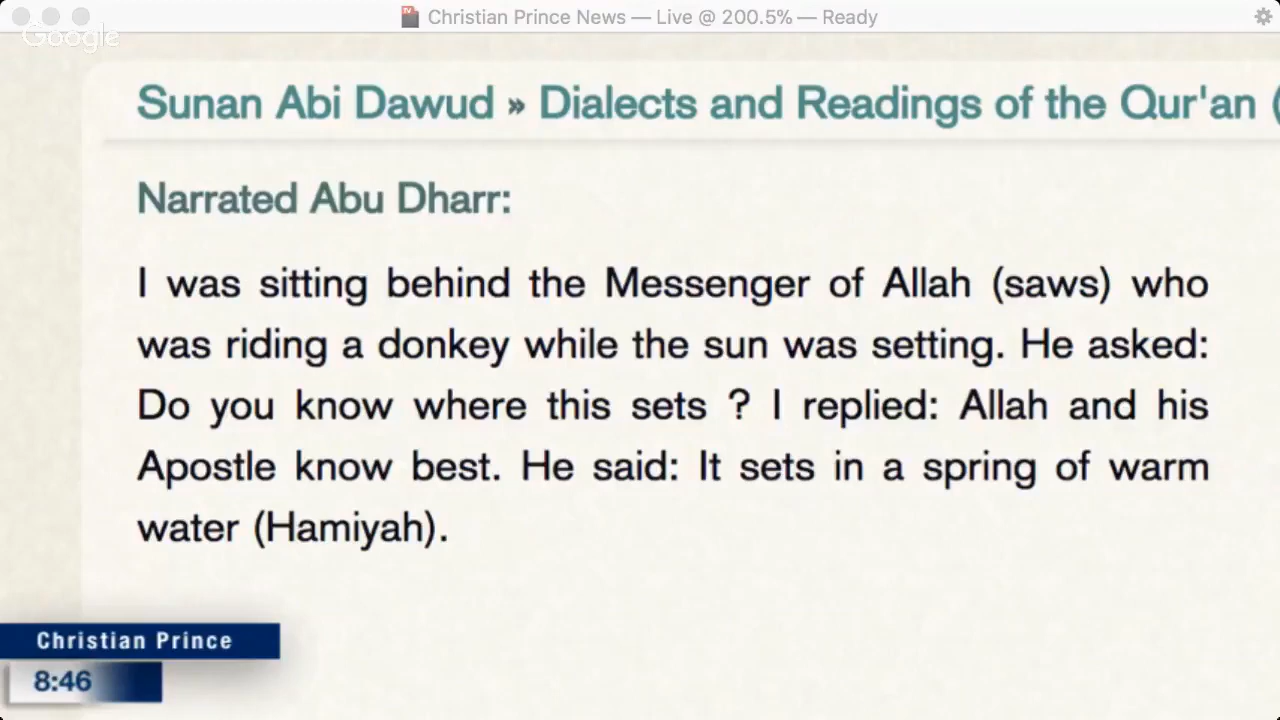 Christian Prince News — Live @ 200.5% — Ready
Google
Sunan Abi Dawud » Dialects and Readings of the Qur'an (
Narrated Abu Dharr:
I was sitting behind the Messenger of Allah (saws) who
was riding a donkey while the sun was setting. He asked:
Do you know where this sets ? I replied: Allah and his
Apostle know best. He said: It sets in a spring of warm
water (Hamiyah).
Christian Prince
8:46